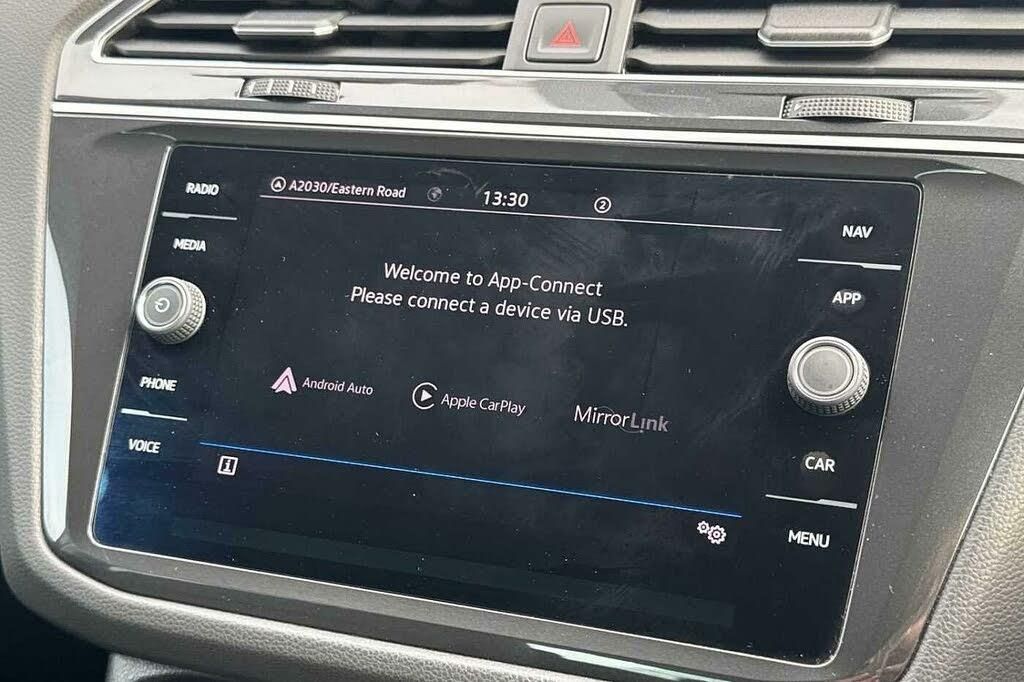 RADIO
MEDIA
PHONE
VOICE
A2030/Eastern Road
13:30
2
Welcome to App-Connect
Please connect a device via USB.
Android Auto
Apple CarPlay
MirrorLink
i
NAV
APP
CAR
MENU